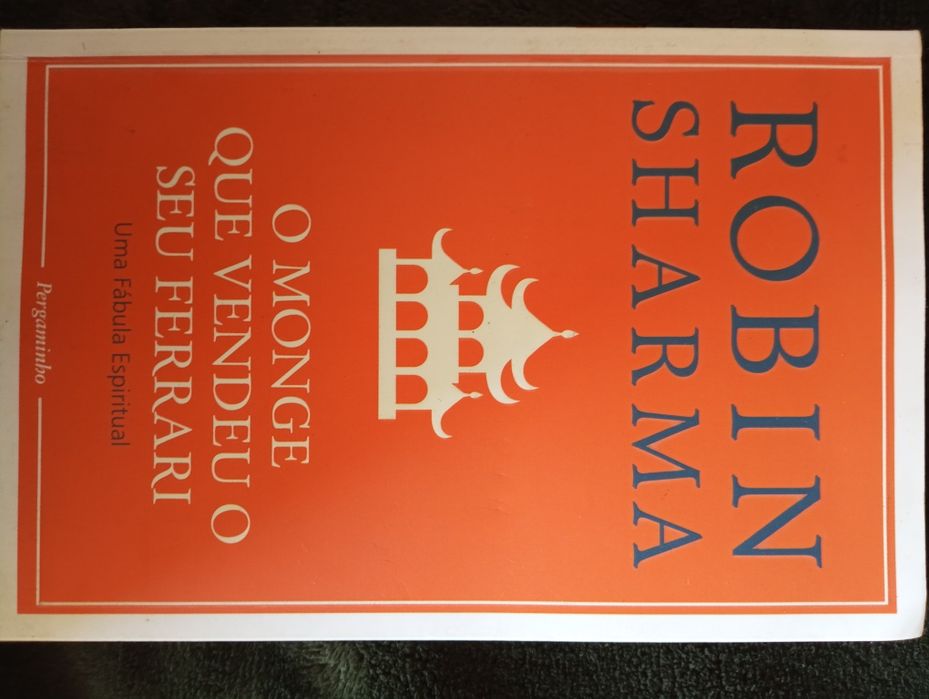 ROBIN
SHARMA
O MONGE
QUE VENDEU O
SEU FERRARI
Uma Fábula Espiritual
Pergaminho